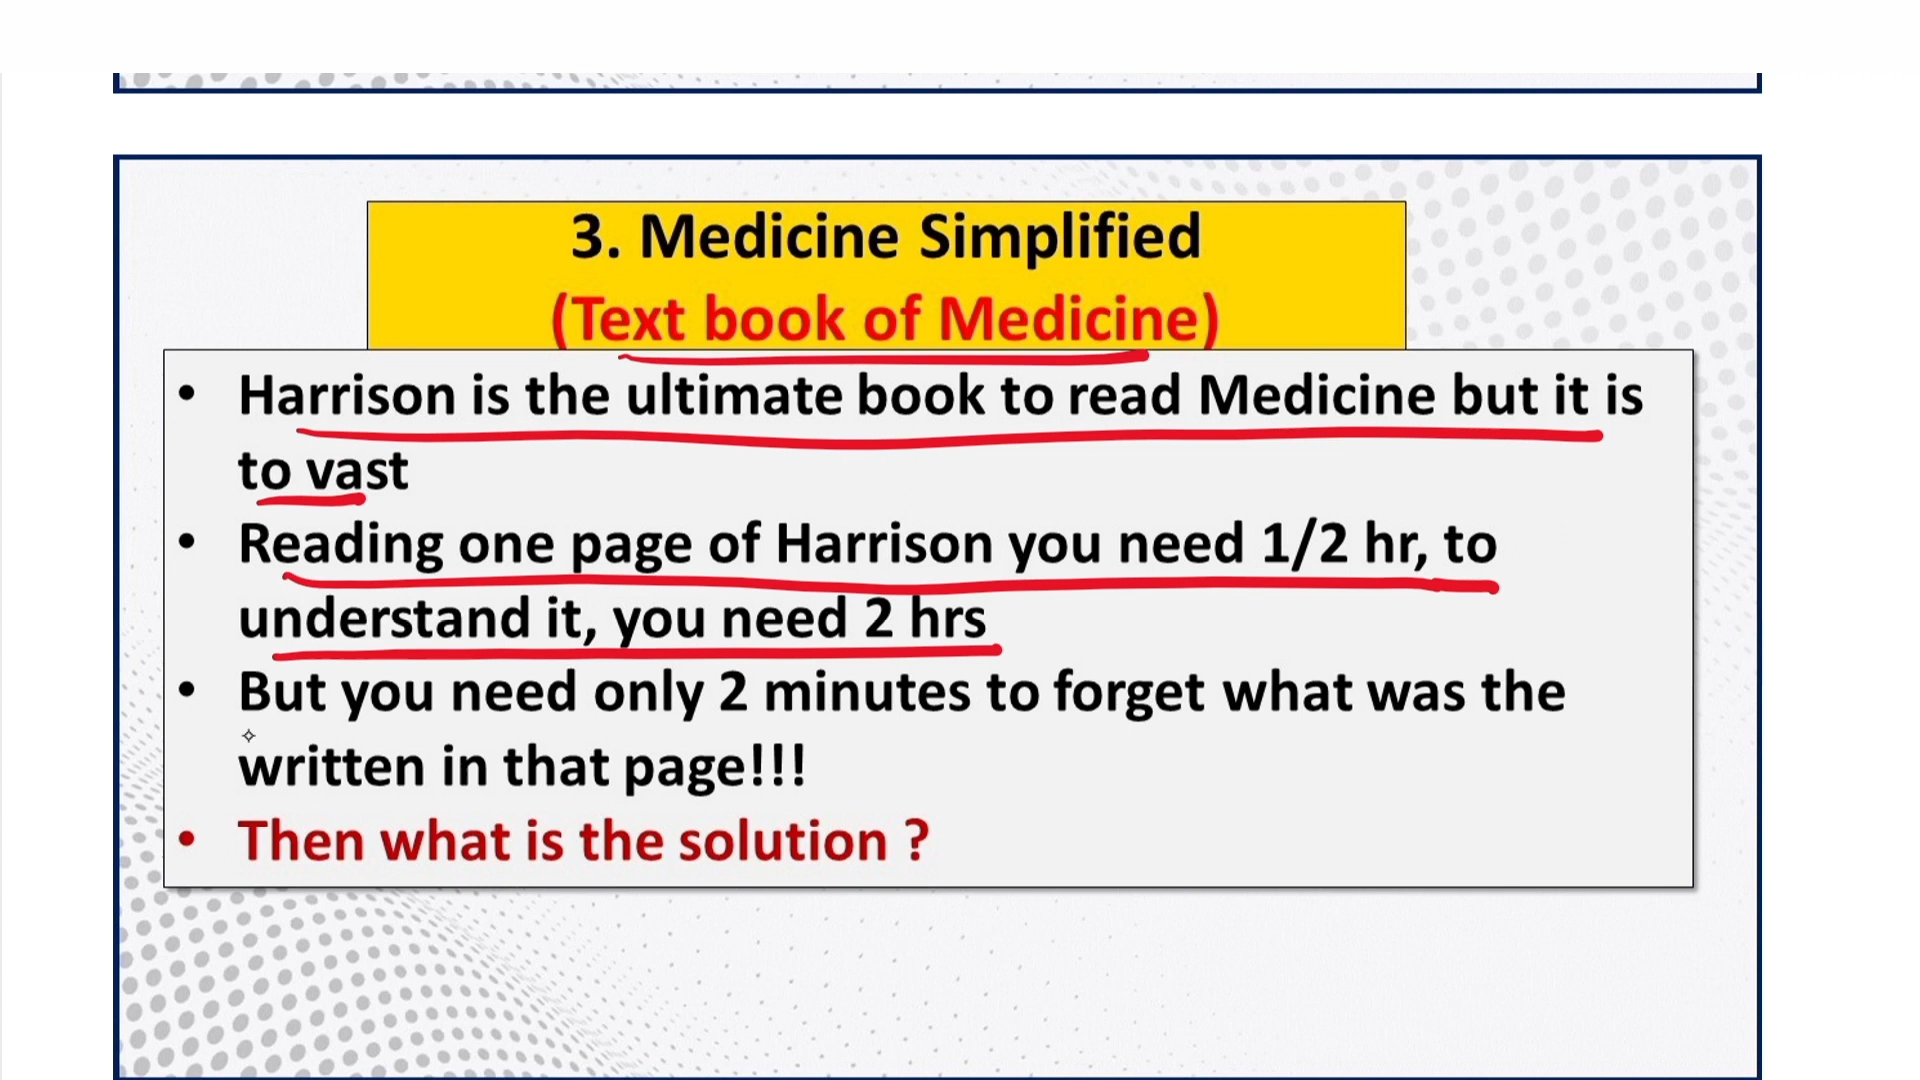 3. Medicine Simplified
(Text book of Medicine)
• Harrison is the ultimate book to read Medicine but it is
to vast
• Reading one page of Harrison you need 1/2 hr, to
understand it, you need 2 hrs
• But you need only 2 minutes to forget what was the
written in that page!!!
• Then what is the solution ?